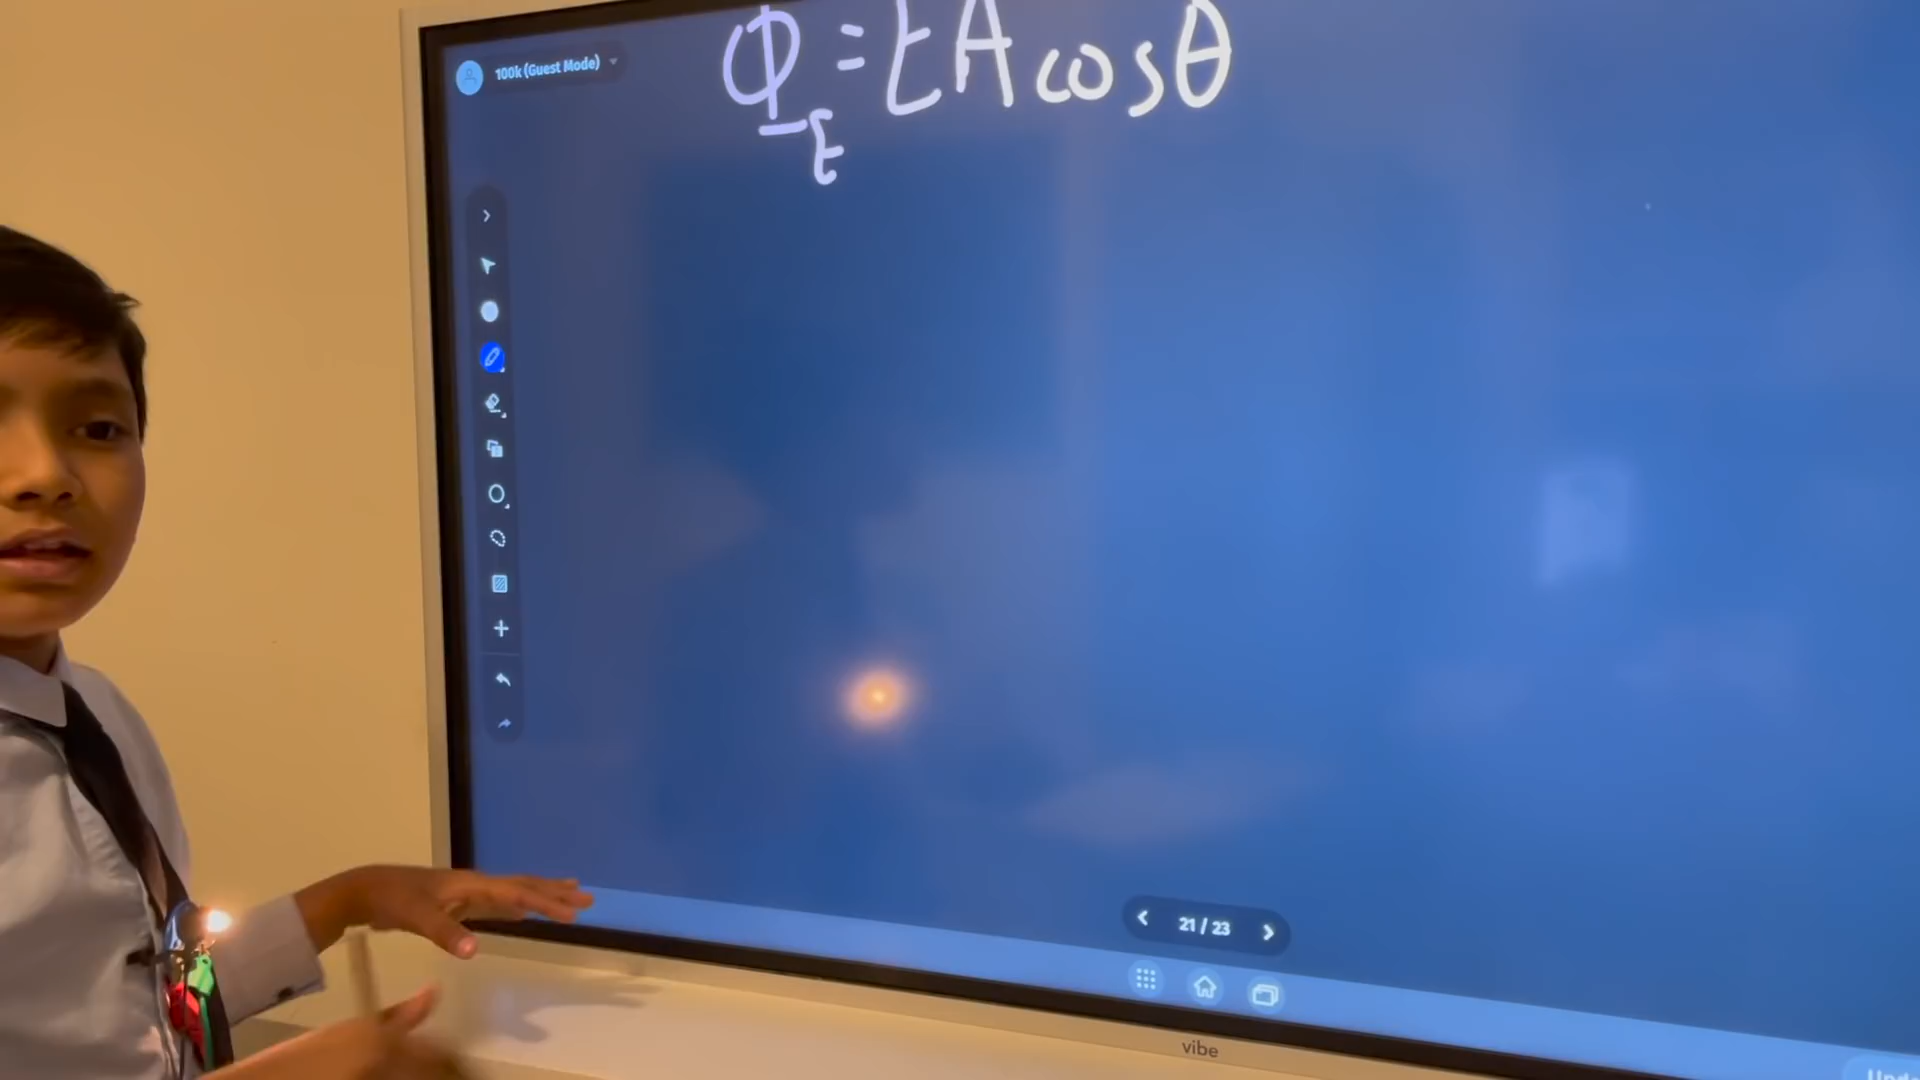 Φ_E = EA cosθ
100k (Guest Mode)
21 / 23
vibe